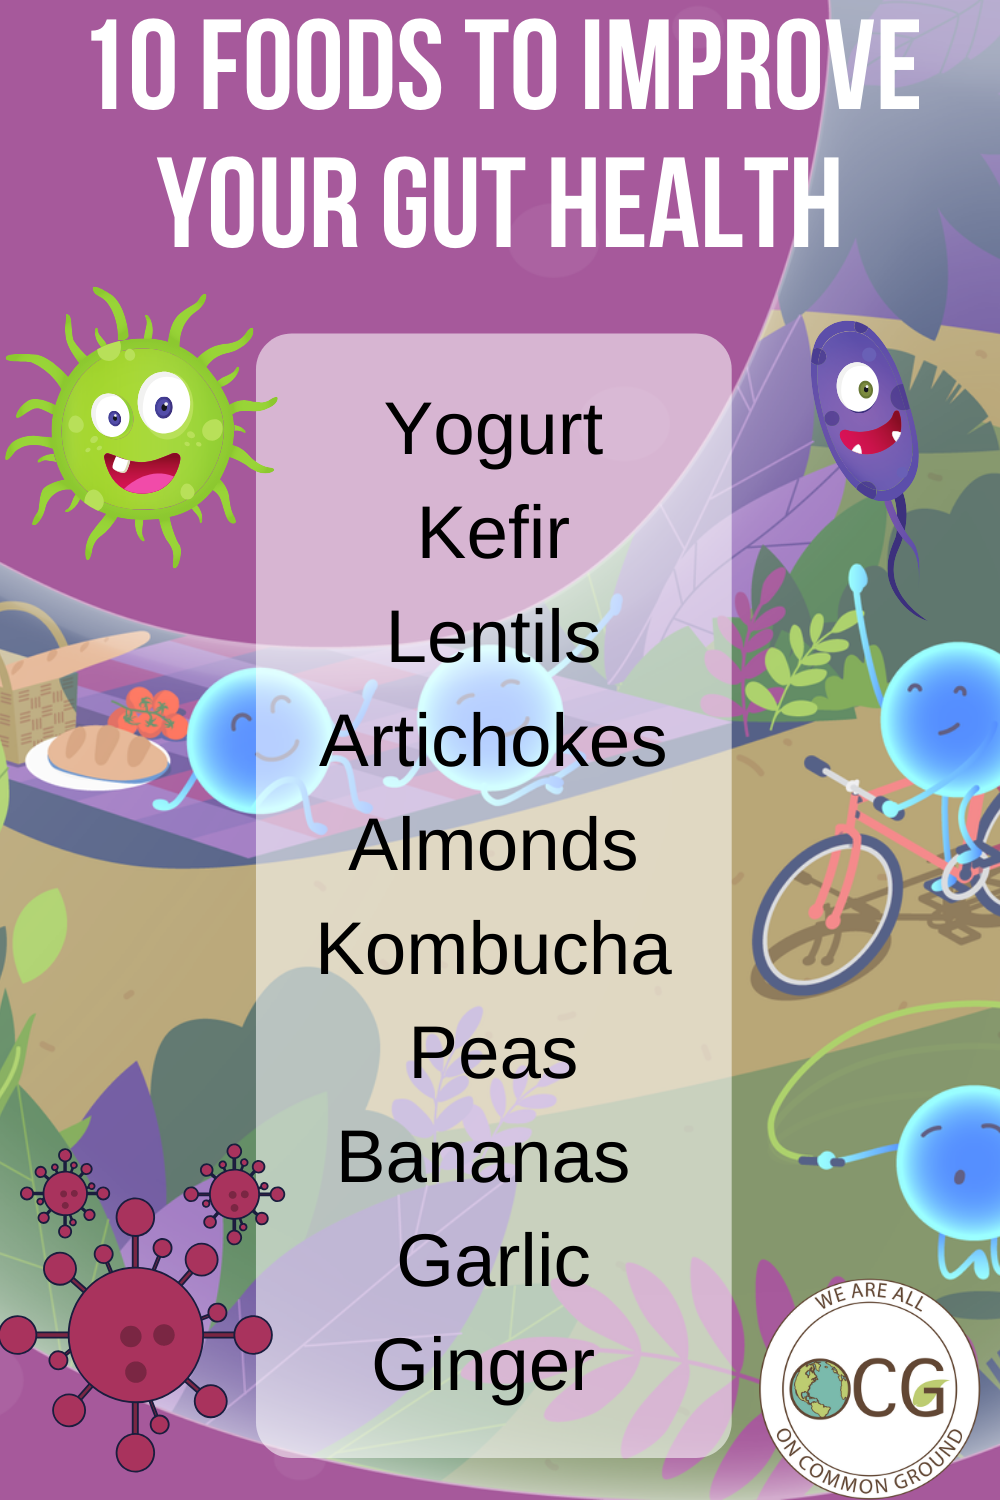 10 FOODS TO IMPROVE
YOUR GUT HEALTH
Yogurt
Kefir
Lentils
Artichokes
Almonds
Kombucha
Peas
Bananas
Garlic
Ginger
WE ARE ALL
OCG
ON COMMON GROUND